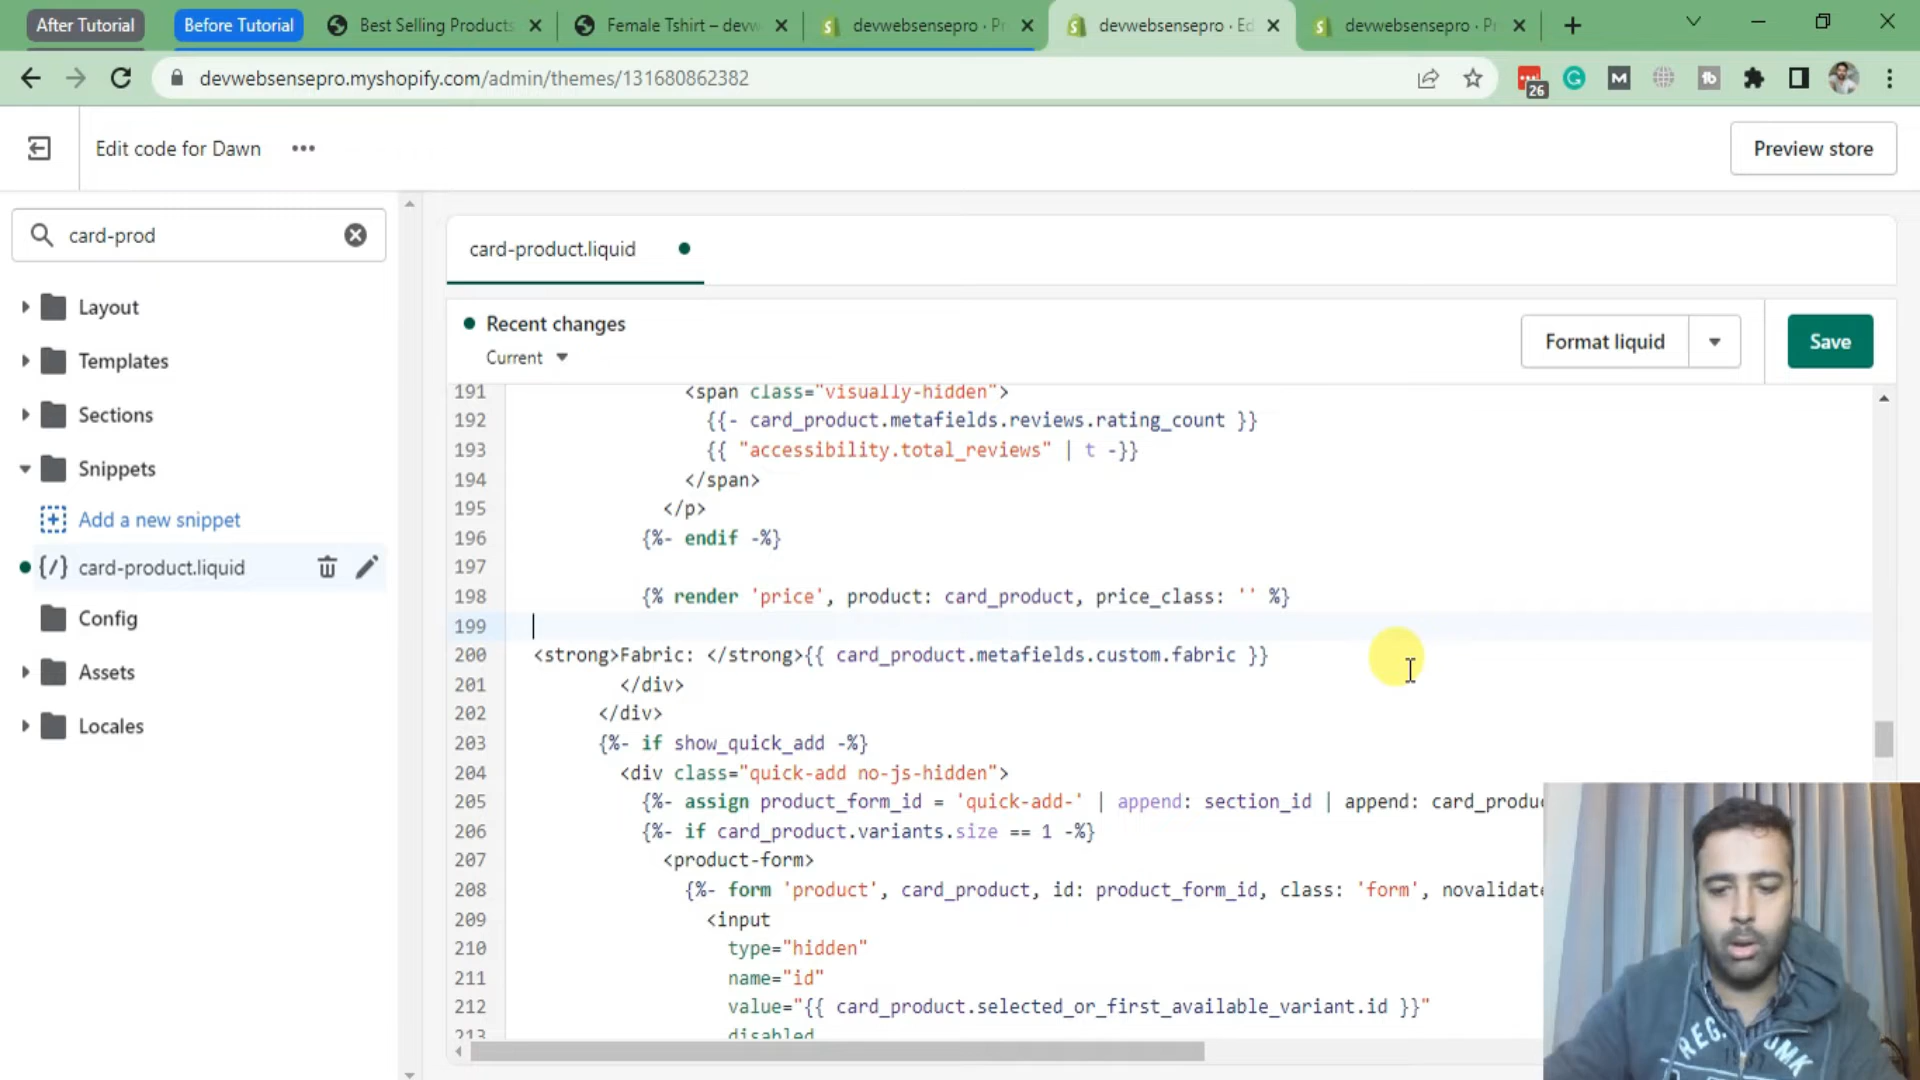 After Tutorial
Before Tutorial
Best Selling Products
Female Tshirt – devw
devwebsensepro · Pr
devwebsensepro · Ed
devwebsensepro · Pr
devwebsensepro.myshopify.com/admin/themes/131680862382
26
Edit code for Dawn
Preview store
card-prod
Layout
Templates
Sections
Snippets
Add a new snippet
card-product.liquid
Config
Assets
Locales
card-product.liquid
Recent changes
Current
Format liquid
Save
191 <span class="visually-hidden">
192 {{- card_product.metafields.reviews.rating_count }}
193 {{ "accessibility.total_reviews" | t -}}
194 </span>
195 </p>
196 {%- endif -%}
197
198 {% render 'price', product: card_product, price_class: '' %}
199
200 <strong>Fabric: </strong>{{ card_product.metafields.custom.fabric }}
201 </div>
202 </div>
203 {%- if show_quick_add -%}
204 <div class="quick-add no-js-hidden">
205 {%- assign product_form_id = 'quick-add-' | append: section_id | append: card_produ
206 {%- if card_product.variants.size == 1 -%}
207 <product-form>
208 {%- form 'product', card_product, id: product_form_id, class: 'form', novalidate
209 <input
210 type="hidden"
211 name="id"
212 value="{{ card_product.selected_or_first_available_variant.id }}"
213 disabled